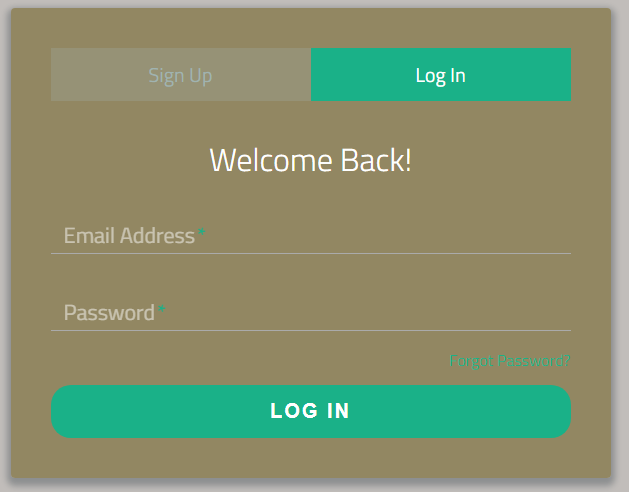 Sign Up
Log In
Welcome Back!
Email Address*
Password*
Forgot Password?
LOG IN